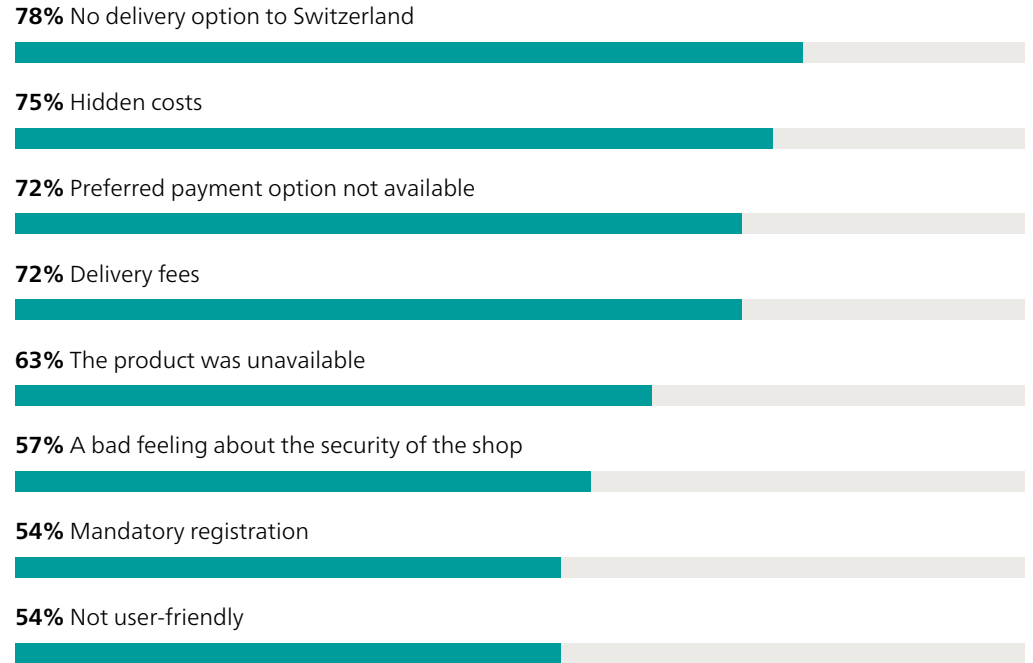 78% No delivery option to Switzerland
75% Hidden costs
72% Preferred payment option not available
72% Delivery fees
63% The product was unavailable
57% A bad feeling about the security of the shop
54% Mandatory registration
54% Not user-friendly